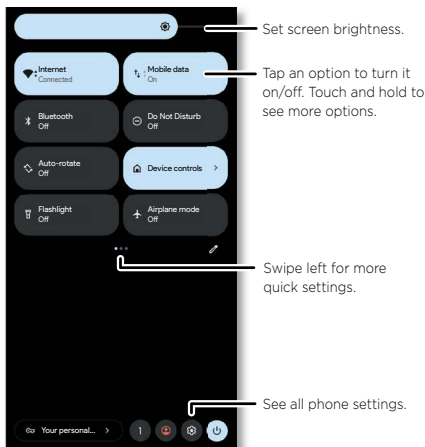 Set screen brightness.
Internet
Connected
Mobile data
On
Tap an option to turn it
on/off. Touch and hold to
see more options.
Bluetooth
Off
Do Not Disturb
Off
Auto-rotate
Off
Device controls
Flashlight
Off
Airplane mode
Off
Swipe left for more
quick settings.
See all phone settings.
Your personal...
1